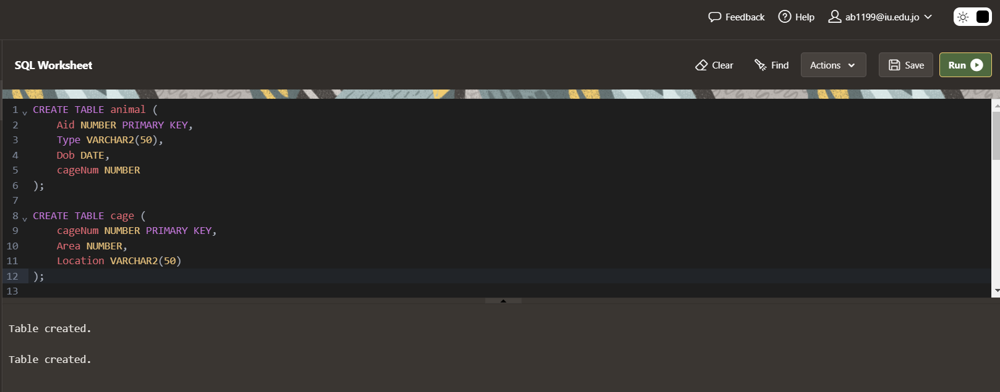 Feedback Help ab1199@iu.edu.jo
SQL Worksheet Clear Find Actions Save Run
1 CREATE TABLE animal (
2 Aid NUMBER PRIMARY KEY,
3 Type VARCHAR2(50),
4 Dob DATE,
5 cageNum NUMBER
6 );
7
8 CREATE TABLE cage (
9 cageNum NUMBER PRIMARY KEY,
10 Area NUMBER,
11 Location VARCHAR2(50)
12 );
13
Table created.
Table created.